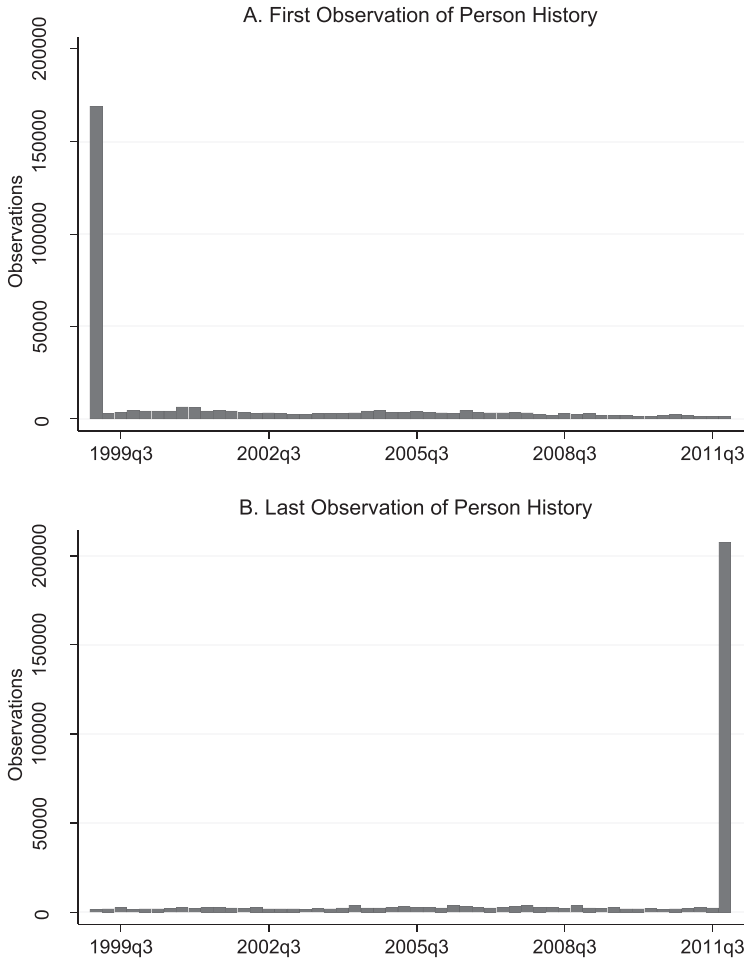 A. First Observation of Person History
200000
150000
100000
50000
0
Observations
1999q3 2002q3 2005q3 2008q3 2011q3
B. Last Observation of Person History
200000
150000
100000
50000
0
Observations
1999q3 2002q3 2005q3 2008q3 2011q3